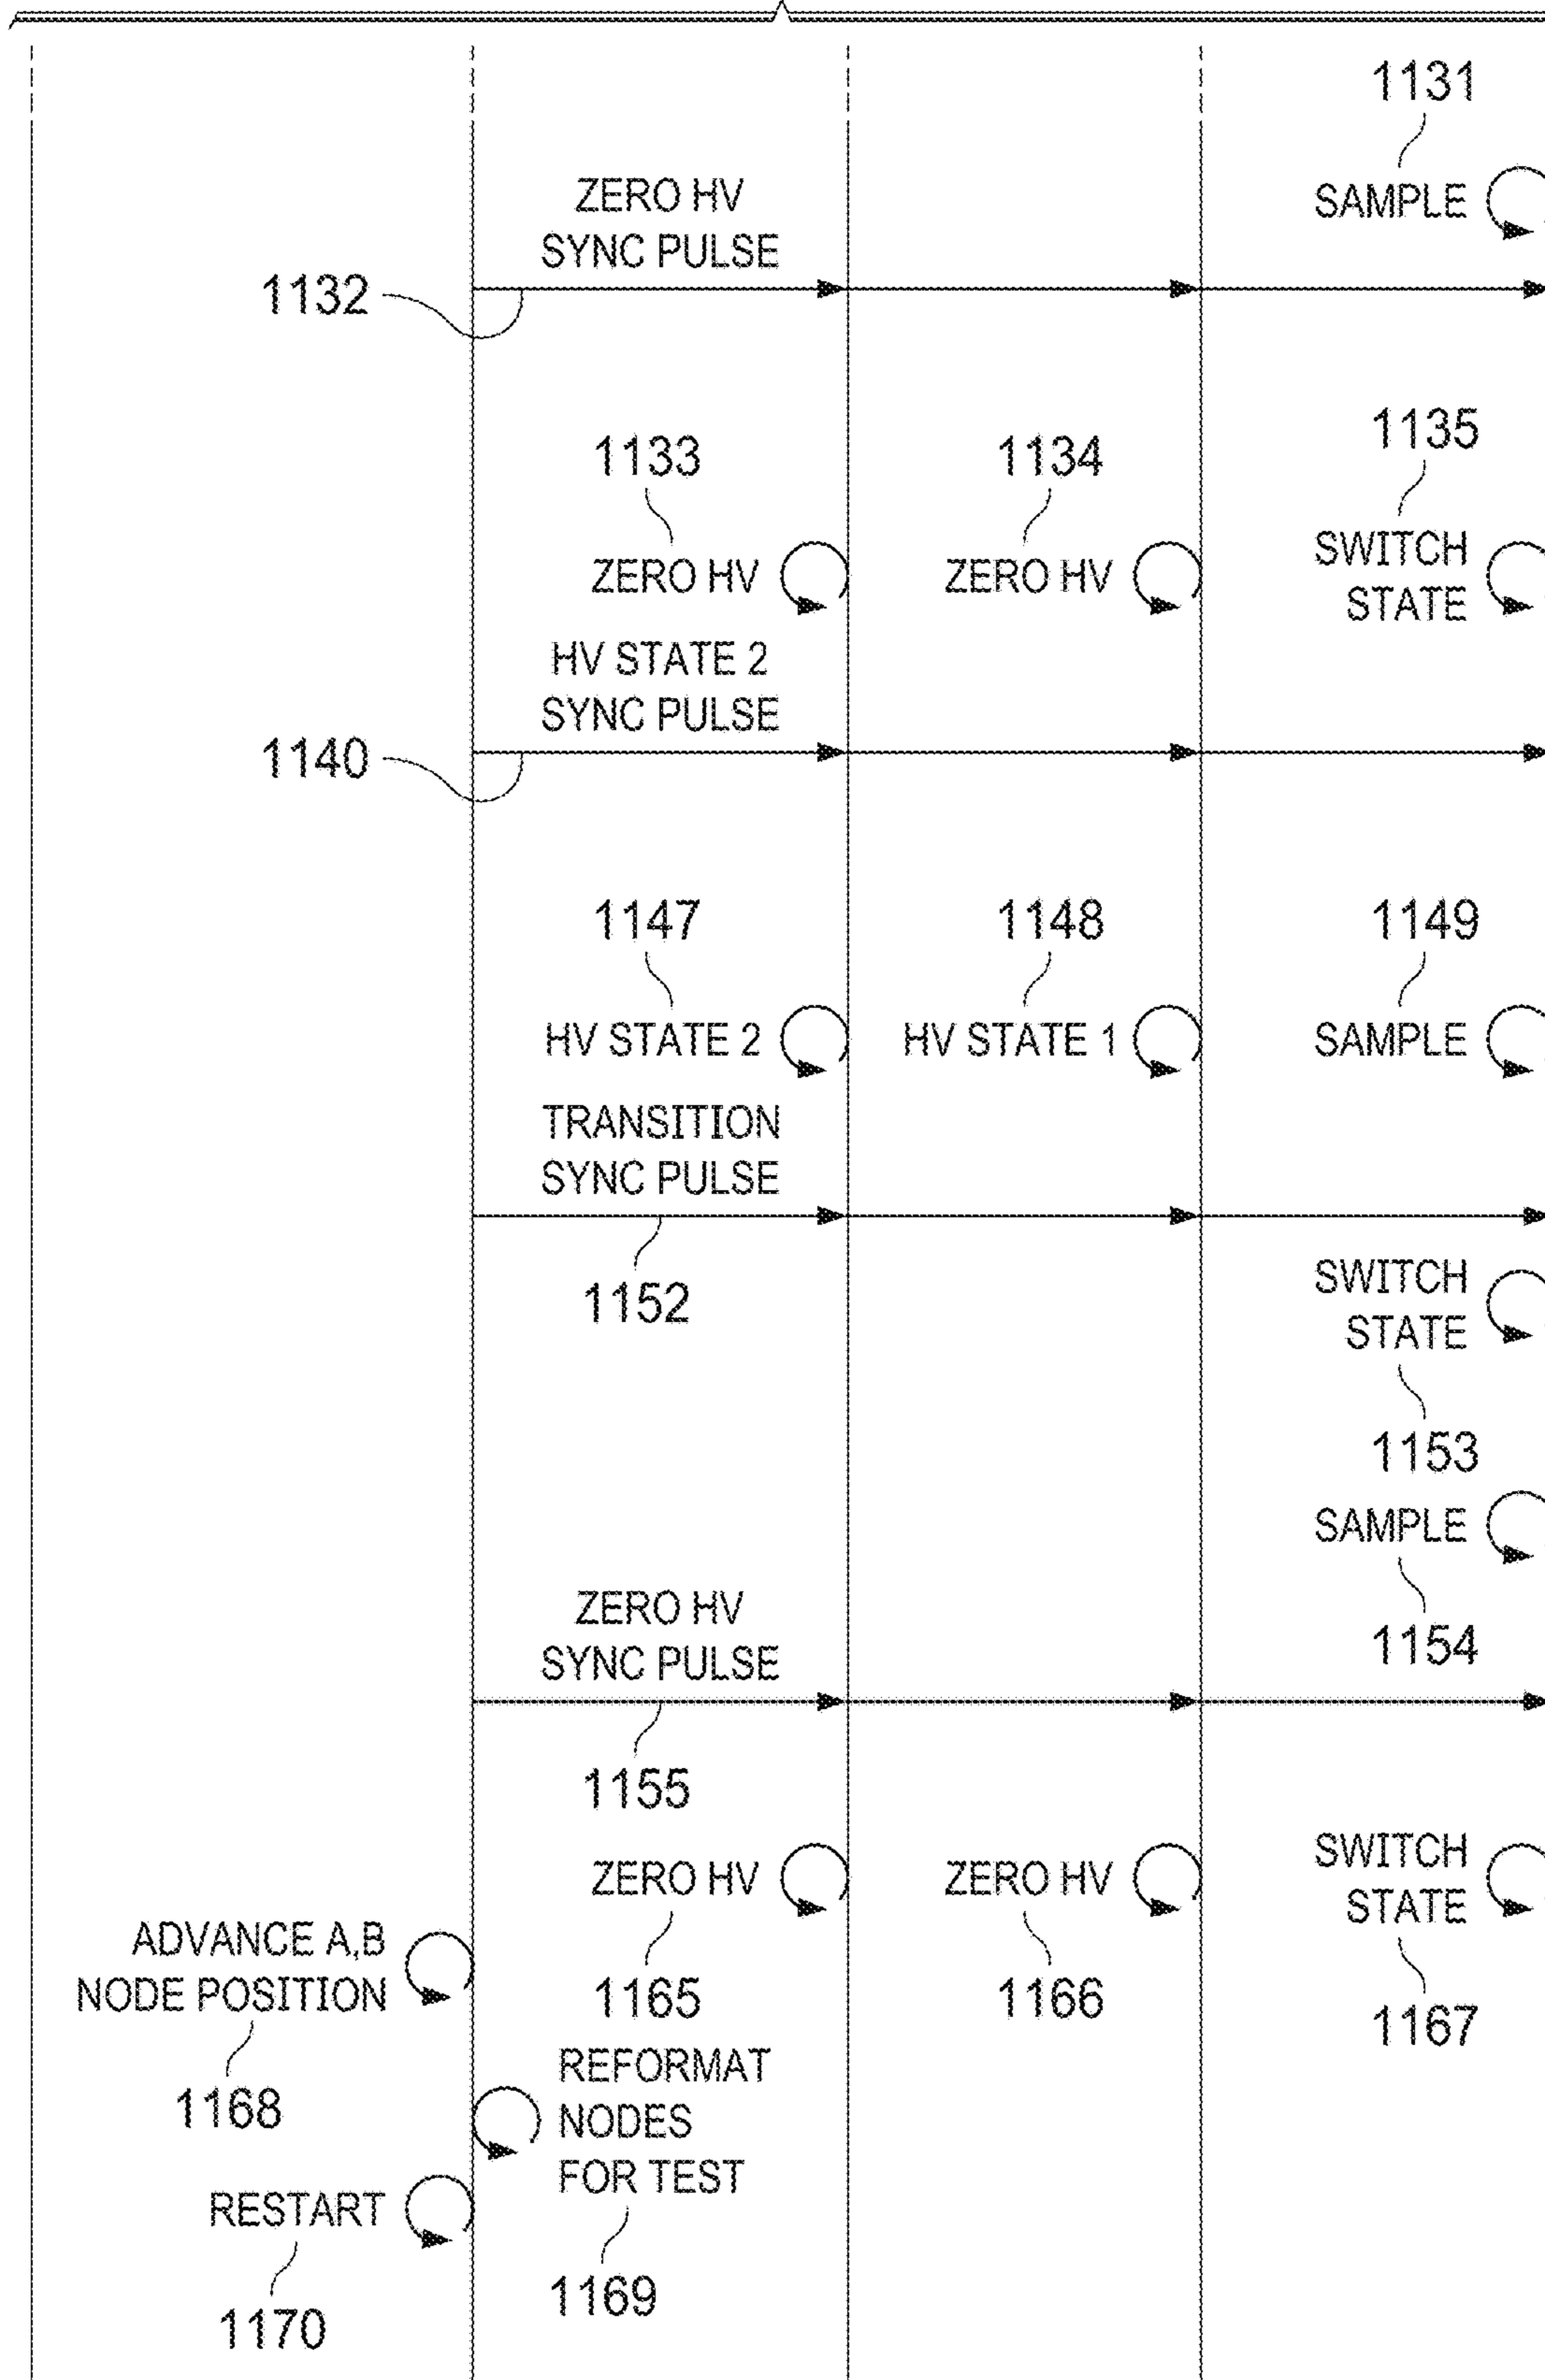 1131
SAMPLE
ZERO HV
SYNC PULSE
1132
1133
1134
1135
ZERO HV
ZERO HV
SWITCH
STATE
HV STATE 2
SYNC PULSE
1140
1147
1148
1149
HV STATE 2
HV STATE 1
SAMPLE
TRANSITION
SYNC PULSE
1152
SWITCH
STATE
1153
SAMPLE
1154
ZERO HV
SYNC PULSE
1155
ZERO HV
1165
ZERO HV
1166
SWITCH
STATE
1167
ADVANCE A,B
NODE POSITION
1168
REFORMAT
NODES
FOR TEST
1169
RESTART
1170